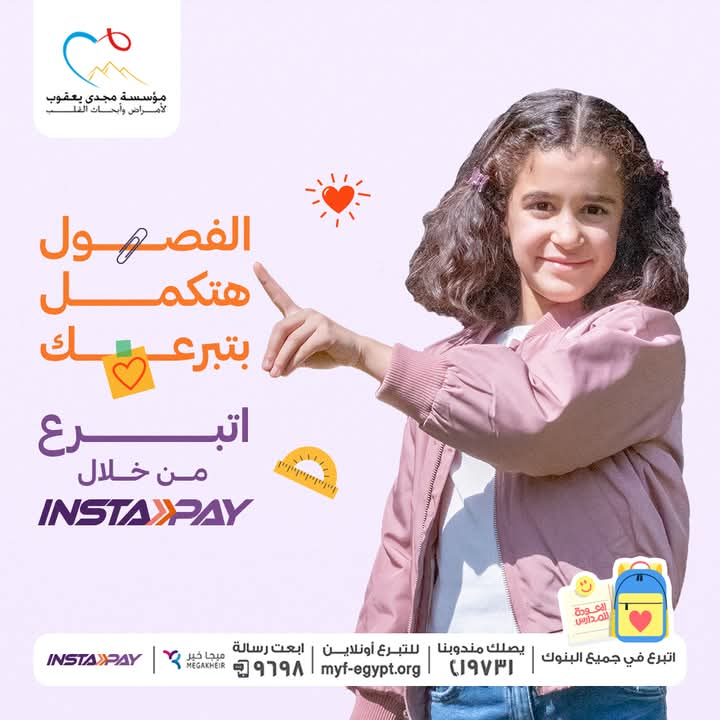 مؤسسة مجدى يعقوب
لأمراض وأبحاث القلب
الفصول
هتكمل
بتبرعك
اتبرع
من خلال
INSTAPAY
العودة
للمدارس
اتبرع في جميع البنوك
يصلك مندوبنا
١٩٧٣١
للتبرع أونلاين
myf-egypt.org
ابعت رسالة
٩٦٩٨
ميجا خير
MEGAKHEIR
INSTAPAY